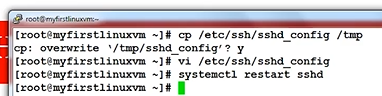 root@myfirstlinuxvm:~
[root@myfirstlinuxvm ~]# cp /etc/ssh/sshd_config /tmp
cp: overwrite ‘/tmp/sshd_config’? y
[root@myfirstlinuxvm ~]# vi /etc/ssh/sshd_config
[root@myfirstlinuxvm ~]# systemctl restart sshd
[root@myfirstlinuxvm ~]#